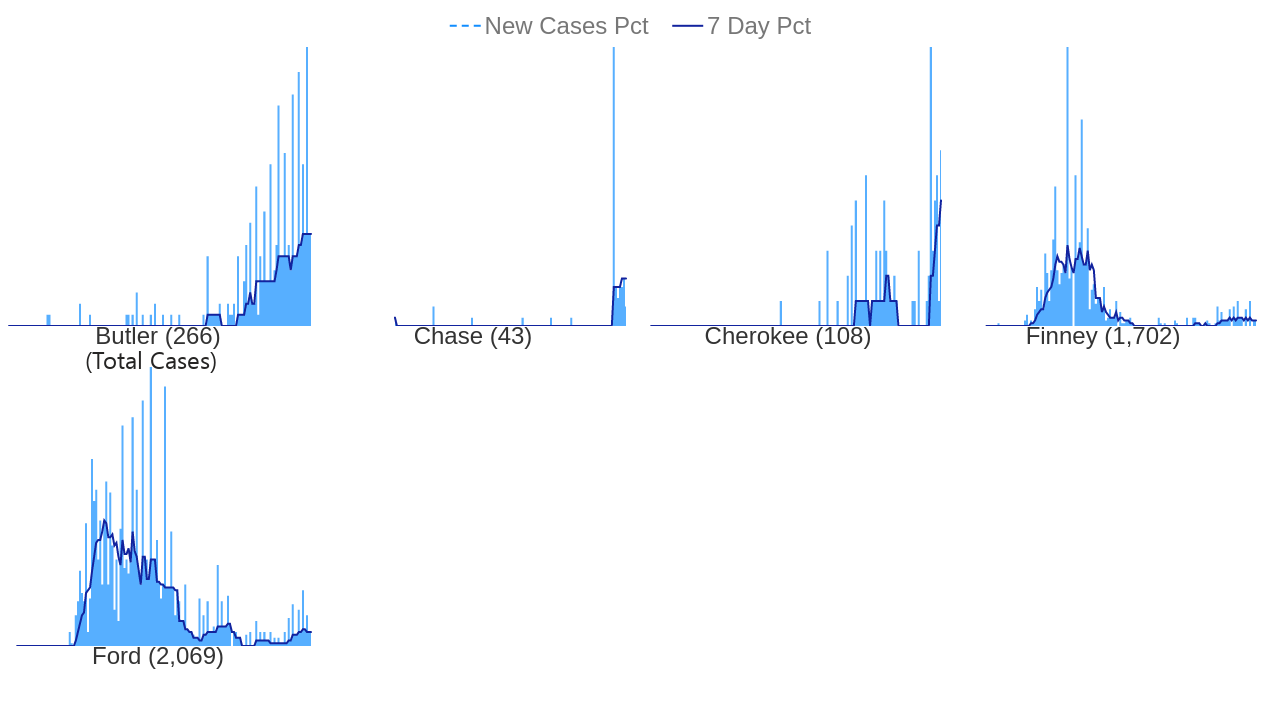 New Cases Pct 7 Day Pct
Butler (266)
(Total Cases)
Chase (43)
Cherokee (108)
Finney (1,702)
Ford (2,069)